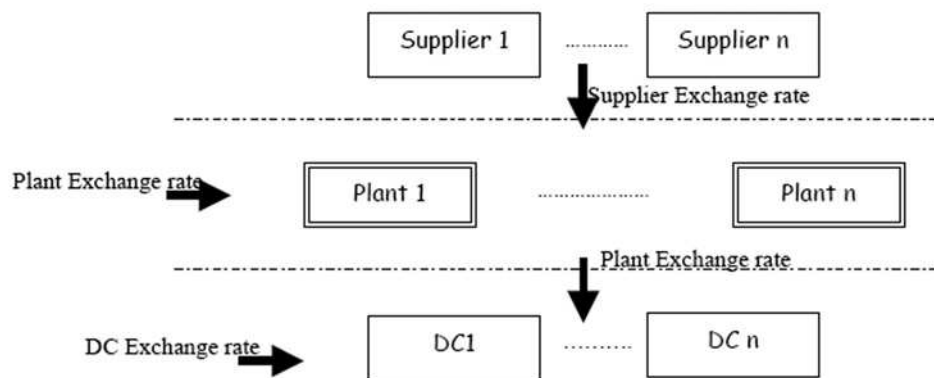 Supplier 1 ............ Supplier n
Supplier Exchange rate
Plant Exchange rate
Plant 1 .................... Plant n
Plant Exchange rate
DC Exchange rate
DC1 ............. DC n